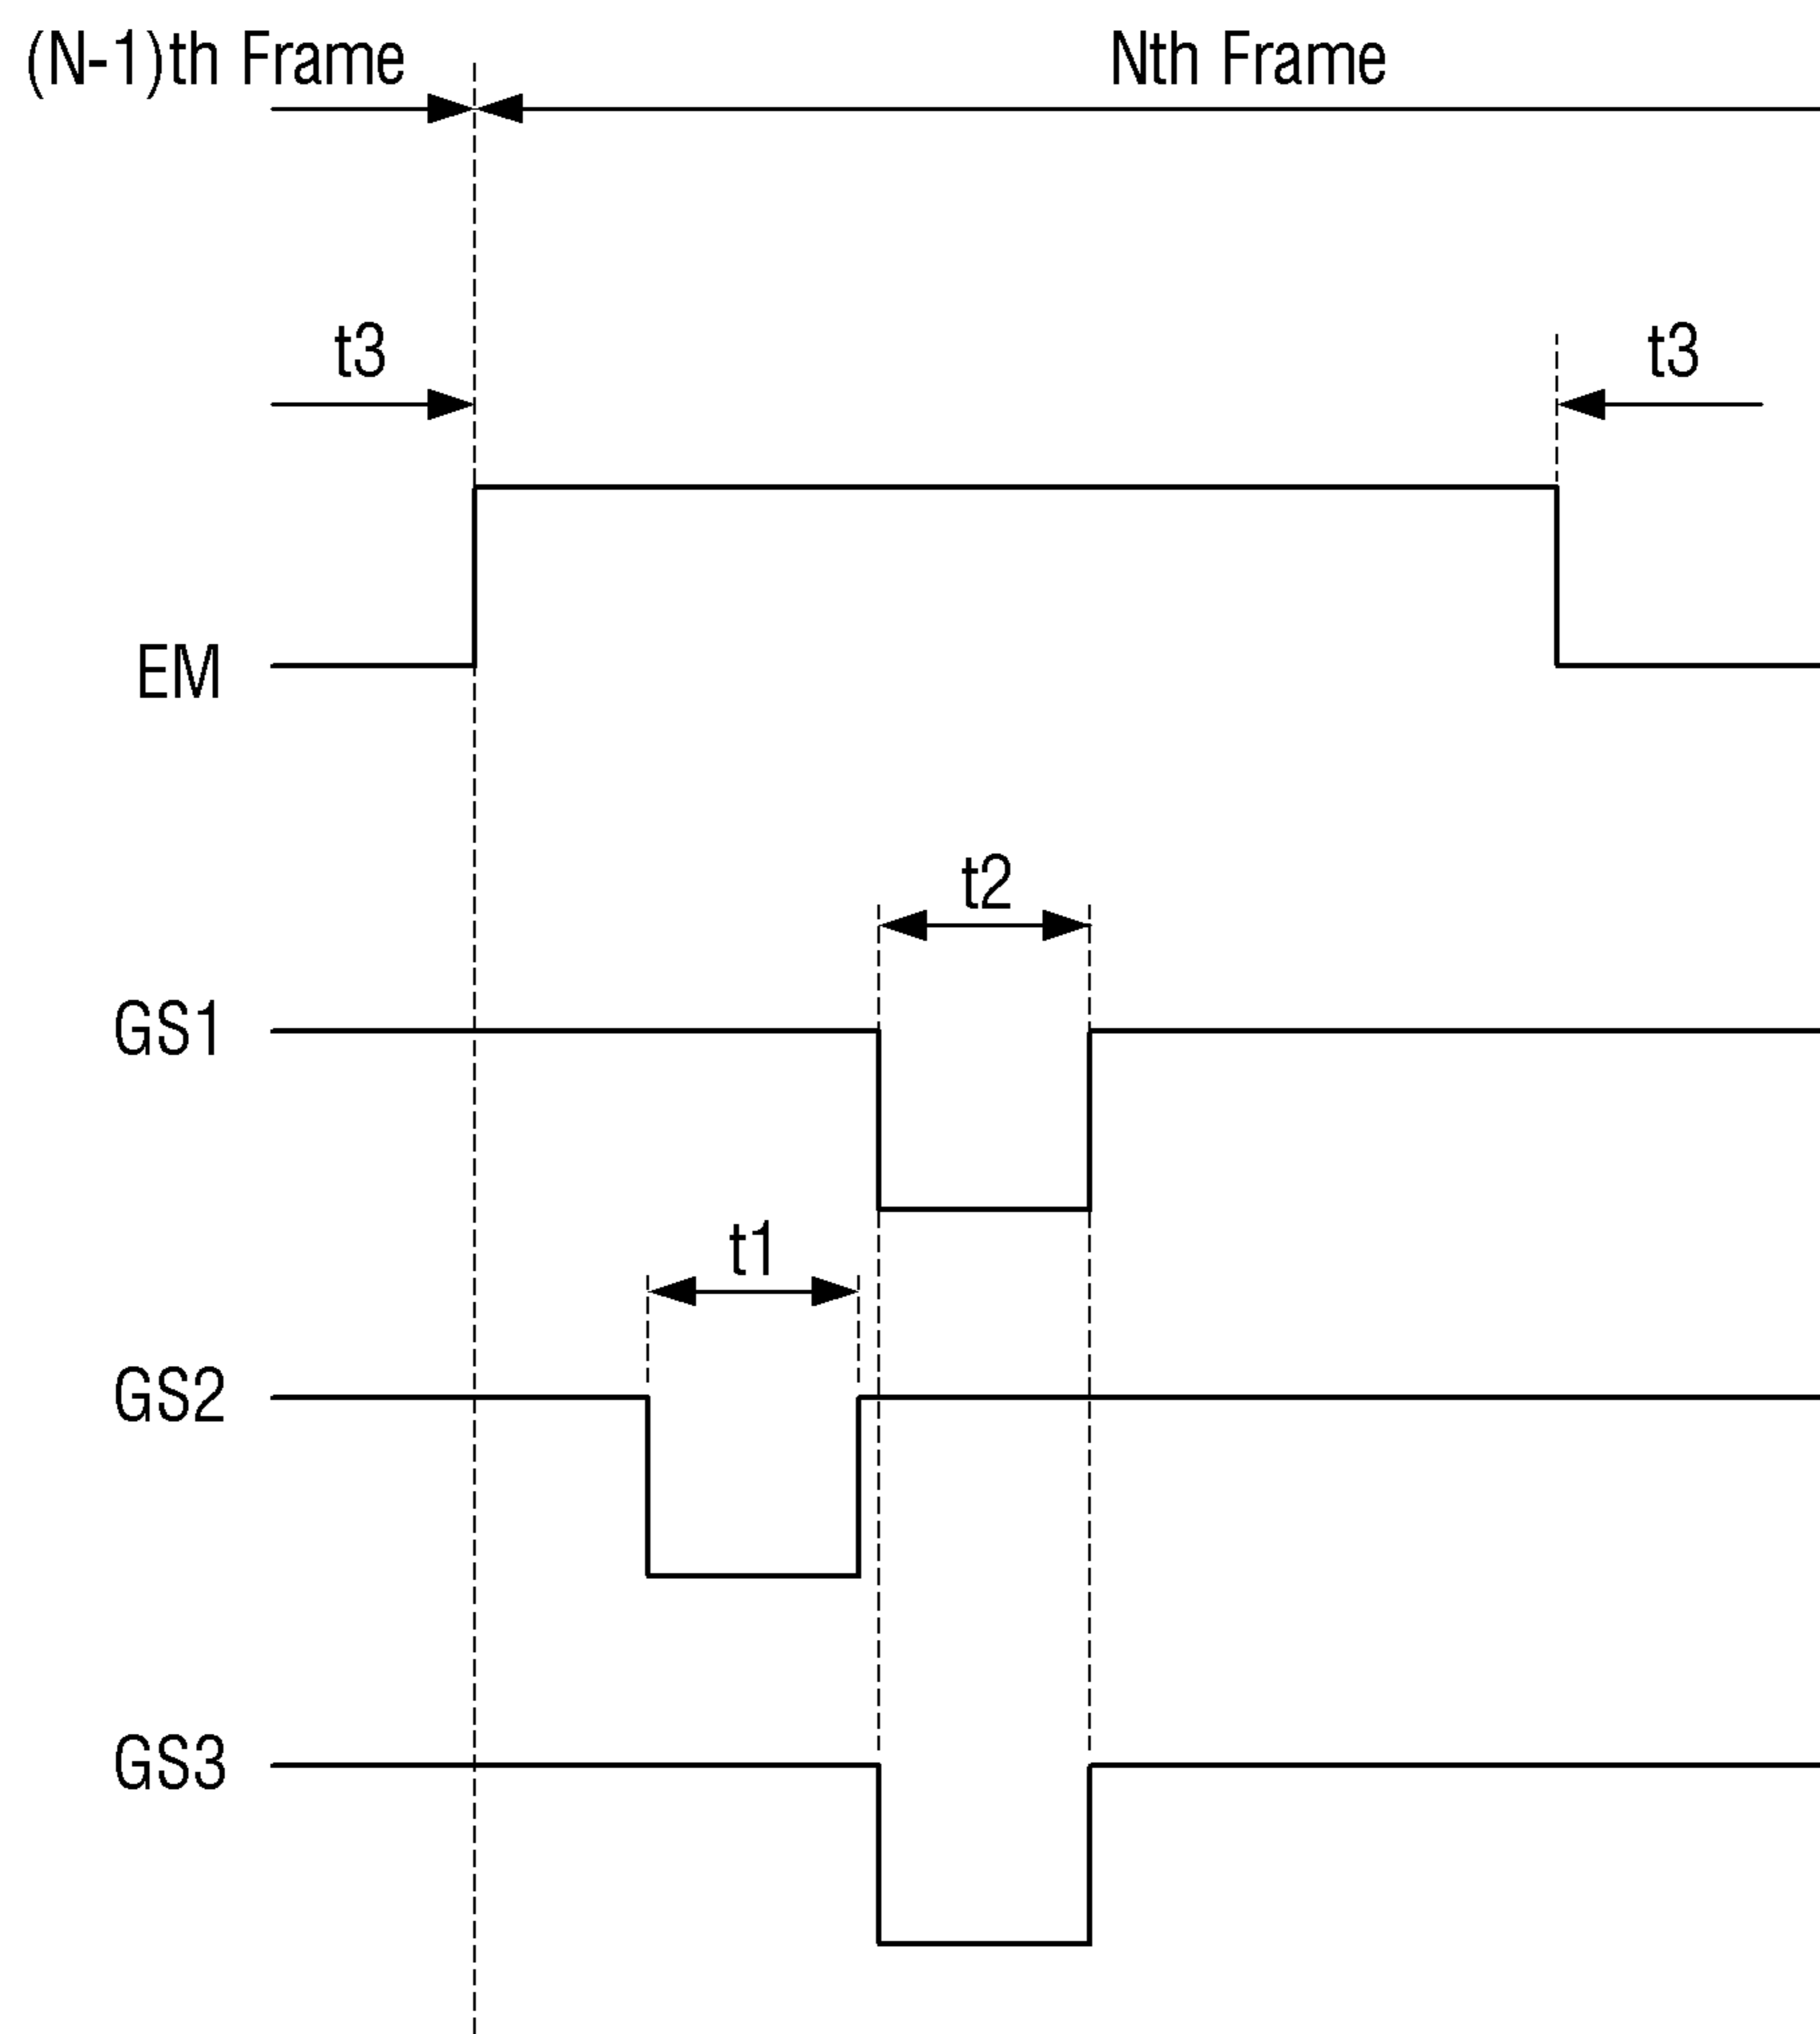 (N-1)th Frame Nth Frame
t3 t3
EM
t2
GS1
t1
GS2
GS3